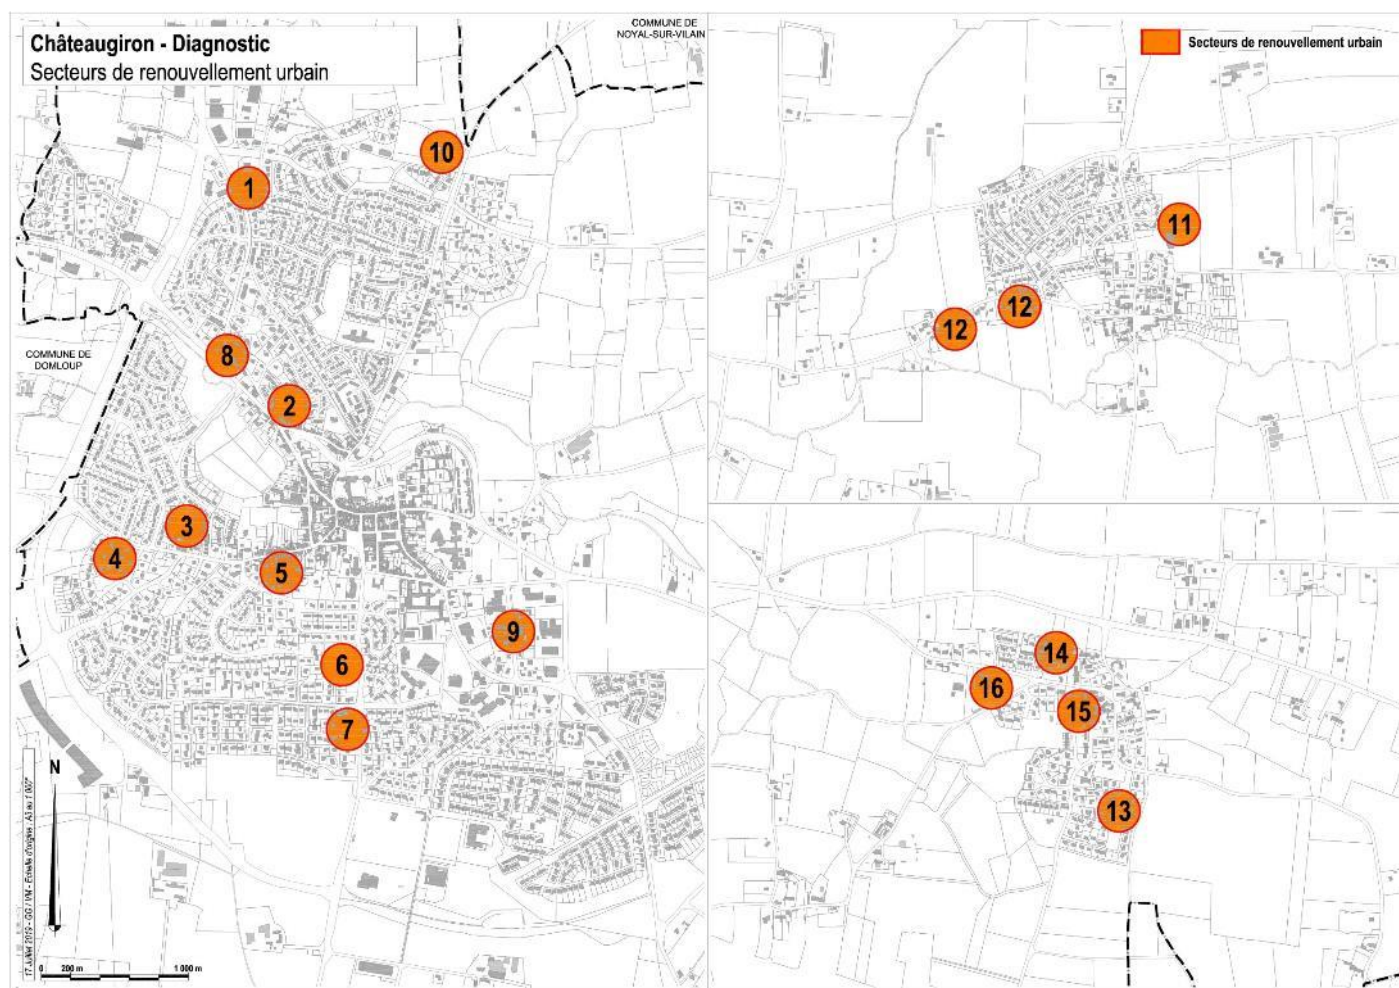 Châteaugiron - Diagnostic
Secteurs de renouvellement urbain
COMMUNE DE
NOYAL-SUR-VILAIN
Secteurs de renouvellement urbain
10
1
11
12
12
8
COMMUNE DE
DOMLOUP
2
3
4
5
9
6
7
14
16
15
13
N
0 200 m 1 000 m